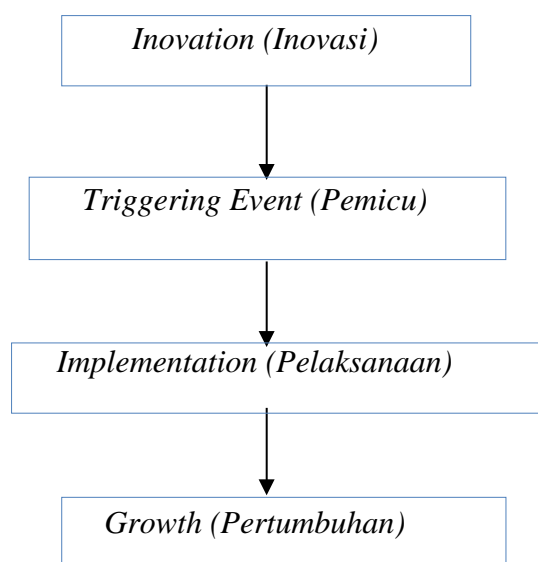 Inovation (Inovasi)
Triggering Event (Pemicu)
Implementation (Pelaksanaan)
Growth (Pertumbuhan)